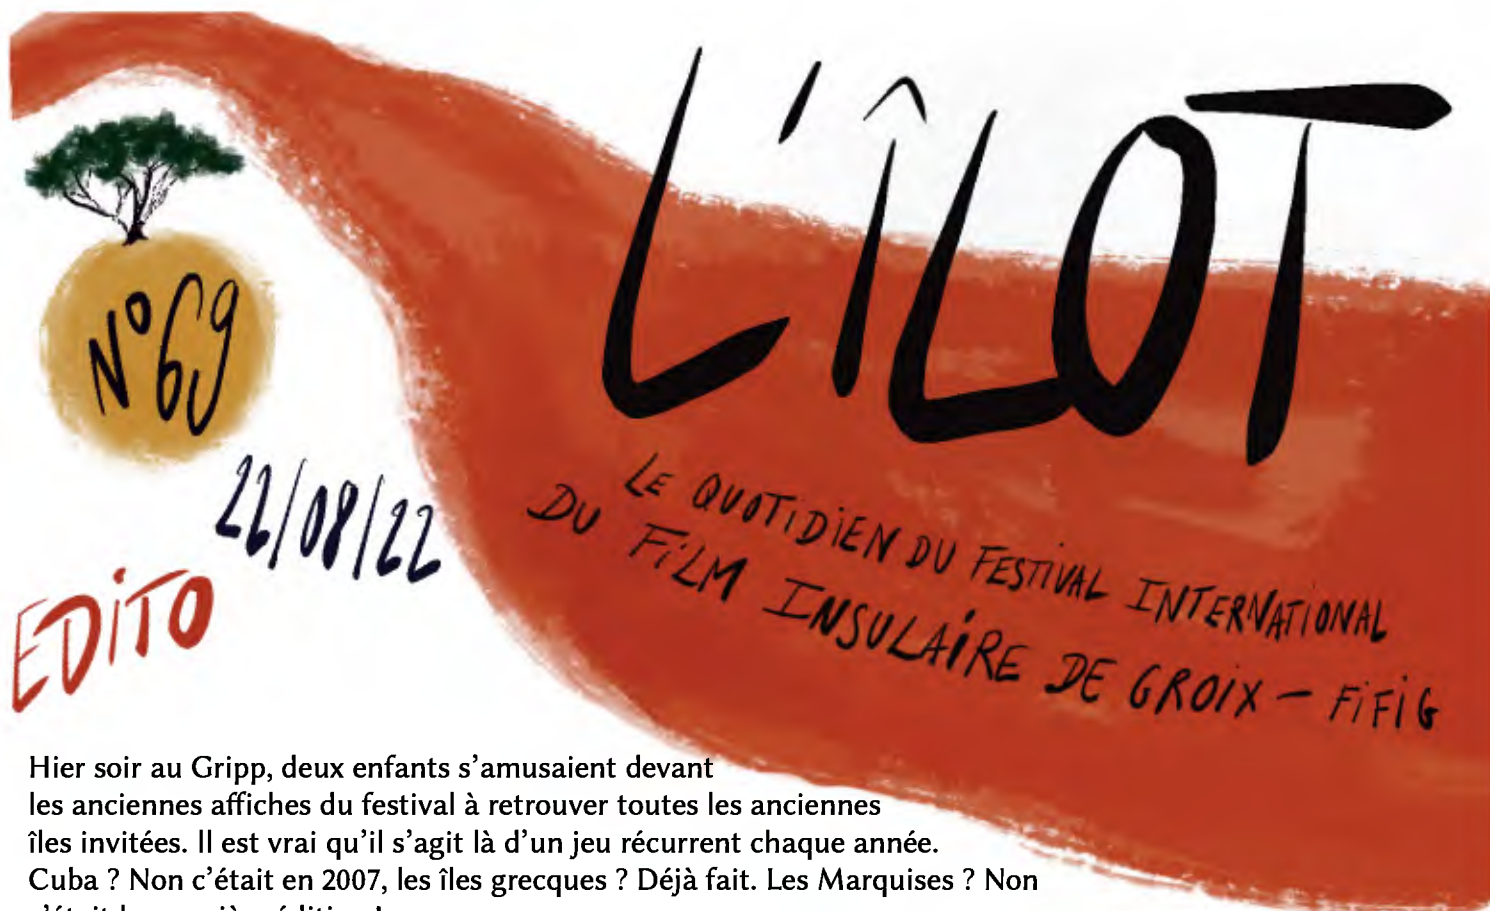 L'ÎLOT
N°69
22/08/22
LE QUOTIDIEN DU FESTIVAL INTERNATIONAL
DU FILM INSULAIRE DE GROIX – FIFIG
EDITO
Hier soir au Gripp, deux enfants s'amusaient devant
les anciennes affiches du festival à retrouver toutes les anciennes
îles invitées. Il est vrai qu'il s'agit là d'un jeu récurrent chaque année.
Cuba ? Non c'était en 2007, les îles grecques ? Déjà fait. Les Marquises ? Non